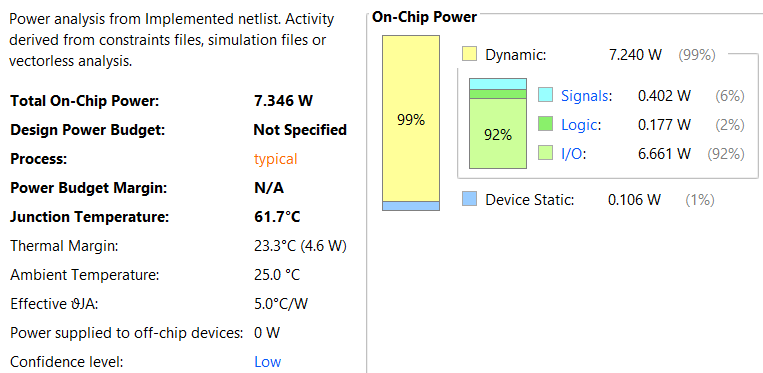 Power analysis from Implemented netlist. Activity
derived from constraints files, simulation files or
vectorless analysis.
Total On-Chip Power: 7.346 W
Design Power Budget: Not Specified
Process: typical
Power Budget Margin: N/A
Junction Temperature: 61.7°C
Thermal Margin: 23.3°C (4.6 W)
Ambient Temperature: 25.0 °C
Effective ϑJA: 5.0°C/W
Power supplied to off-chip devices: 0 W
Confidence level: Low
On-Chip Power
99%
Dynamic: 7.240 W (99%)
92%
Signals: 0.402 W (6%)
Logic: 0.177 W (2%)
I/O: 6.661 W (92%)
Device Static: 0.106 W (1%)